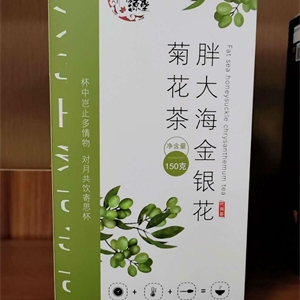 胖大海金银花
菊花茶
Fat sea honeysuckle chrysanthemum tea
净含量
150克
杯中岂止多情物 对月共饮寄思杯